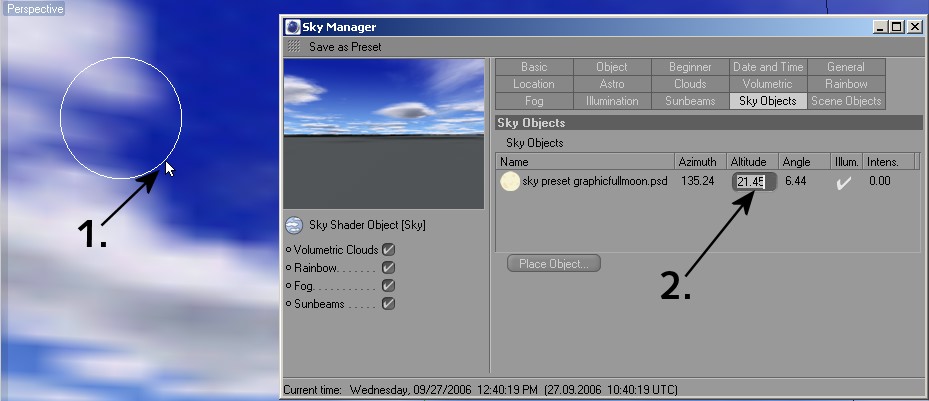 Perspective
Sky Manager
Save as Preset
Basic Object Beginner Date and Time General
Location Astro Clouds Volumetric Rainbow
Fog Illumination Sunbeams Sky Objects Scene Objects
Sky Objects
Sky Objects
Name Azimuth Altitude Angle Illum. Intens.
sky preset graphicfullmoon.psd 135.24 21.45 6.44 0.00
Place Object...
Sky Shader Object [Sky]
Volumetric Clouds
Rainbow. . . . . . .
Fog. . . . . . . . . . .
Sunbeams . . . . .
1.
2.
Current time: Wednesday, 09/27/2006 12:40:19 PM (27.09.2006 10:40:19 UTC)